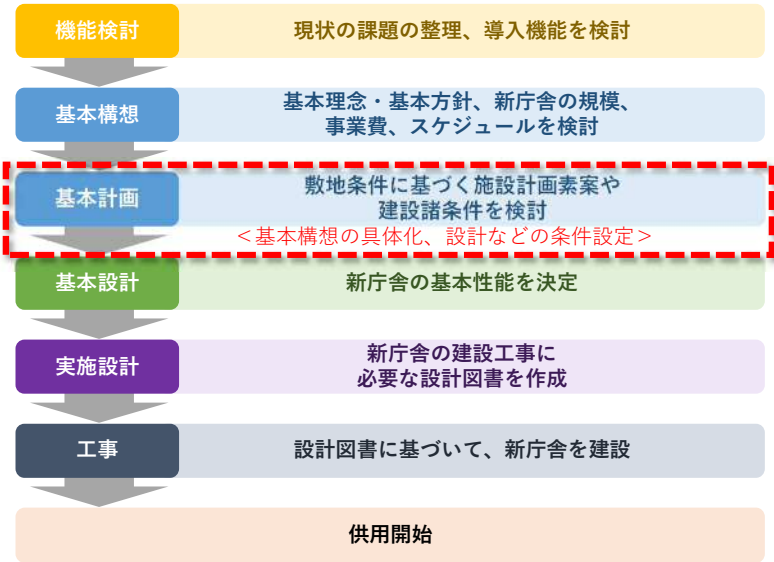 機能検討
現状の課題の整理、導入機能を検討
基本構想
基本理念・基本方針、新庁舎の規模、
事業費、スケジュールを検討
基本計画
敷地条件に基づく施設計画素案や
建設諸条件を検討
＜基本構想の具体化、設計などの条件設定＞
基本設計
新庁舎の基本性能を決定
実施設計
新庁舎の建設工事に
必要な設計図書を作成
工事
設計図書に基づいて、新庁舎を建設
供用開始